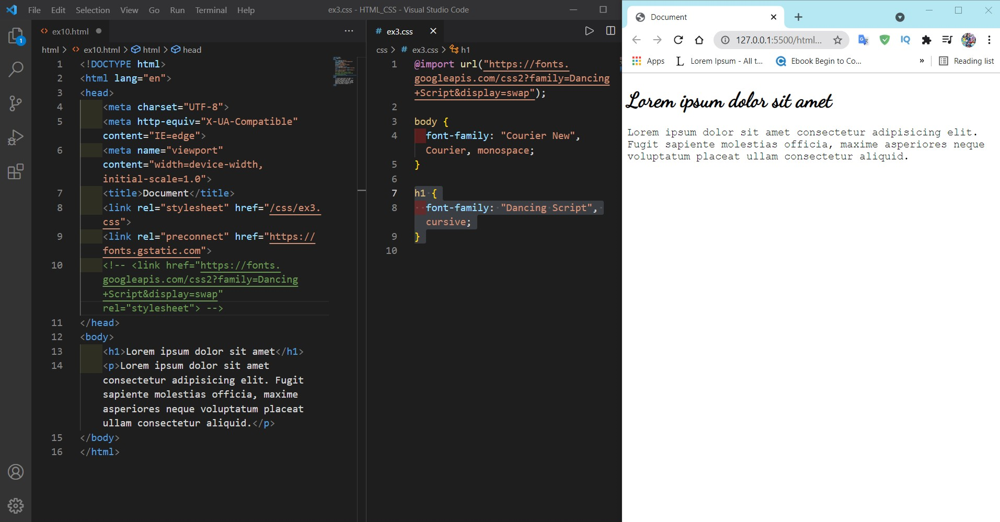 File Edit Selection View Go Run Terminal Help
ex3.css - HTML_CSS - Visual Studio Code
ex10.html
html > ex10.html > html > head
1 <!DOCTYPE html>
2 <html lang="en">
3 <head>
4 <meta charset="UTF-8">
5 <meta http-equiv="X-UA-Compatible"
content="IE=edge">
6 <meta name="viewport"
content="width=device-width,
initial-scale=1.0">
7 <title>Document</title>
8 <link rel="stylesheet" href="/css/ex3.
css">
9 <link rel="preconnect" href="https://
fonts.gstatic.com">
10 <!-- <link href="https://fonts.
googleapis.com/css2?family=Dancing
+Script&display=swap"
rel="stylesheet"> -->
11 </head>
12 <body>
13 <h1>Lorem ipsum dolor sit amet</h1>
14 <p>Lorem ipsum dolor sit amet
consectetur adipisicing elit. Fugit
sapiente molestias officia, maxime
asperiores neque voluptatum placeat
ullam consectetur aliquid.</p>
15 </body>
16 </html>
1
# ex3.css
css > # ex3.css > h1
1 @import url("https://fonts.
googleapis.com/css2?family=Dancing
+Script&display=swap");
2
3 body {
4 font-family: "Courier New",
Courier, monospace;
5 }
6
7 h1 {
8 font-family: "Dancing Script",
cursive;
9 }
10
Document
127.0.0.1:5500/html...
IQ
Apps L Lorem Ipsum - All t... Ebook Begin to Co... » Reading list
Lorem ipsum dolor sit amet
Lorem ipsum dolor sit amet consectetur adipisicing elit.
Fugit sapiente molestias officia, maxime asperiores neque
voluptatum placeat ullam consectetur aliquid.